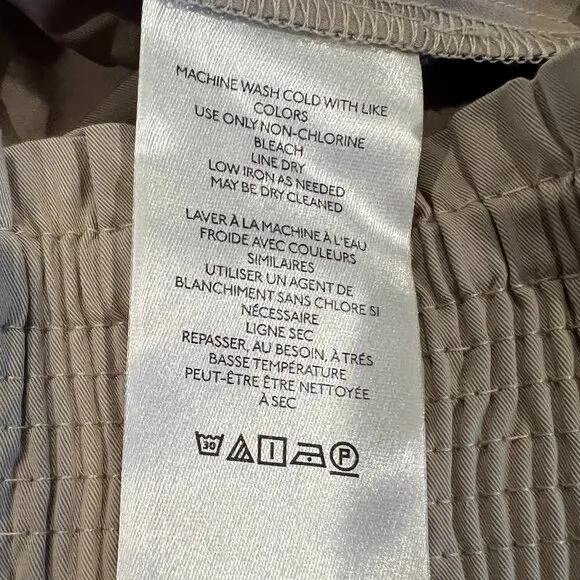 MACHINE WASH COLD WITH LIKE
COLORS
USE ONLY NON-CHLORINE
BLEACH
LINE DRY
LOW IRON AS NEEDED
MAY BE DRY CLEANED
LAVER À LA MACHINE À L'EAU
FROIDE AVEC COULEURS
SIMILAIRES
UTILISER UN AGENT DE
BLANCHIMENT SANS CHLORE SI
NÉCESSAIRE
LIGNE SEC
REPASSER, AU BESOIN, À TRÉS
BASSE TEMPÉRATURE
PEUT-ÊTRE ÊTRE NETTOYÉE
À SEC
30 P